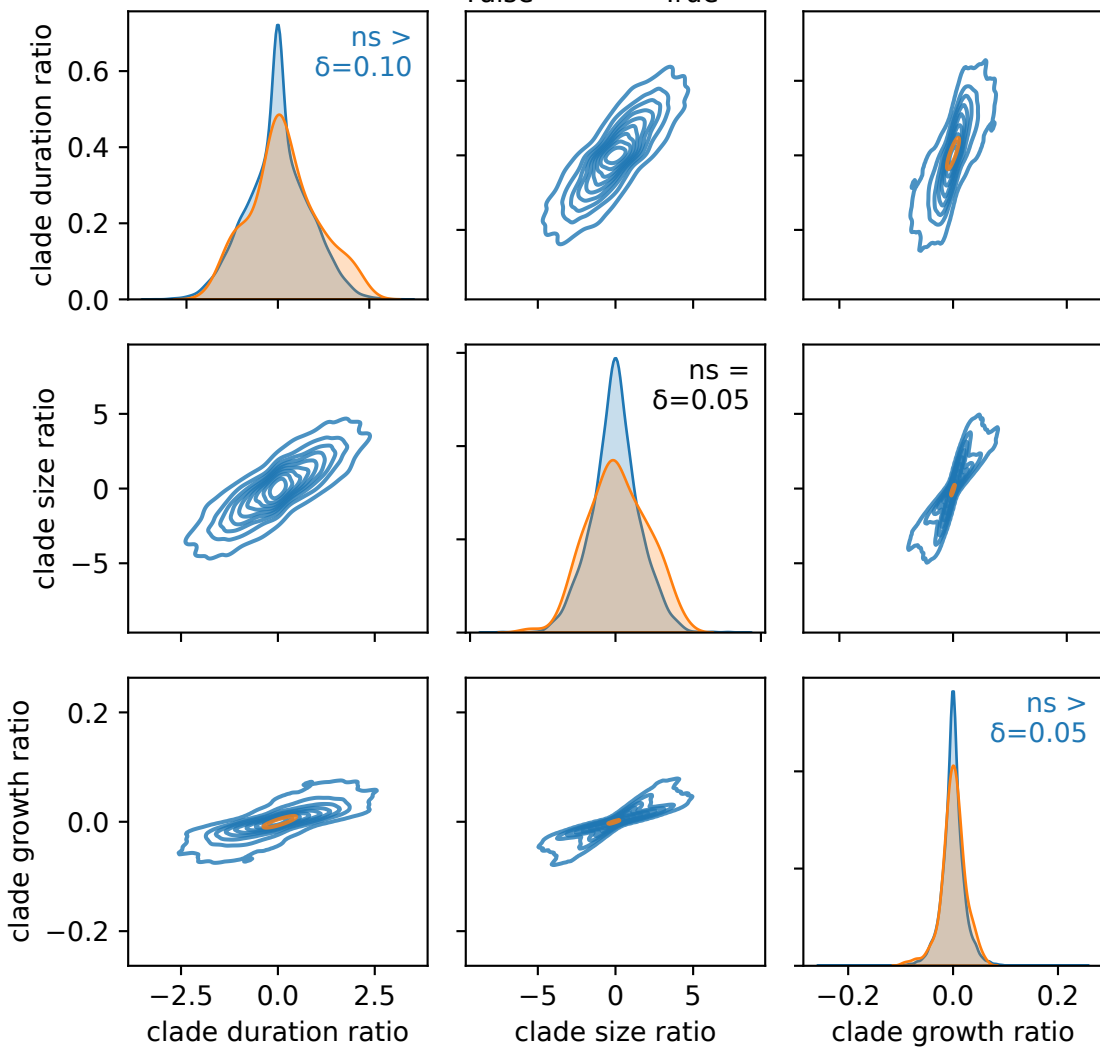 True
clade duration ratio
0.6
0.4
0.2
0.0
ns >
δ=0.10
clade size ratio
5
0
−5
ns =
δ=0.05
clade growth ratio
0.2
0.0
−0.2
ns >
δ=0.05
−2.5
0.0
2.5
−5
0
5
−0.2
0.0
0.2
clade duration ratio
clade size ratio
clade growth ratio